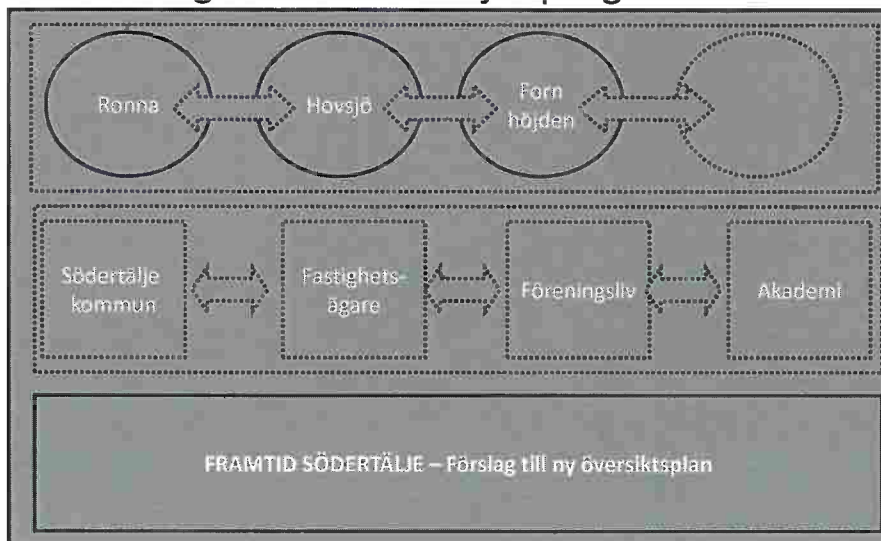 Ronna
Hovsjö
Forn
höjden
Södertälje
kommun
Fastighets-
ägare
Föreningsliv
Akademi
FRAMTID SÖDERTÄLJE – Förslag till ny översiktsplan